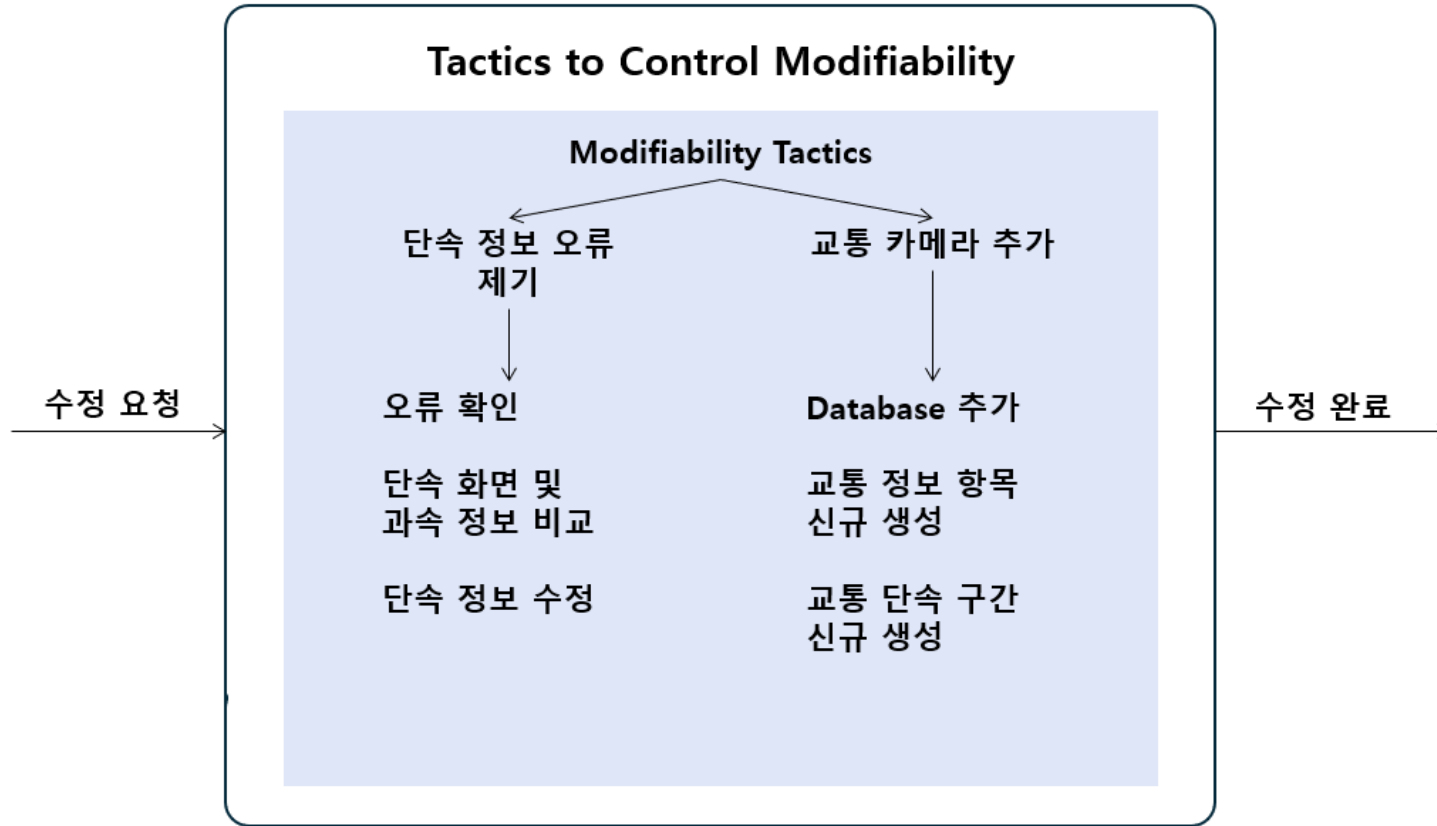 Tactics to Control Modifiability
Modifiability Tactics
단속 정보 오류
제기
교통 카메라 추가
수정 요청
오류 확인
단속 화면 및
과속 정보 비교
단속 정보 수정
Database 추가
교통 정보 항목
신규 생성
교통 단속 구간
신규 생성
수정 완료